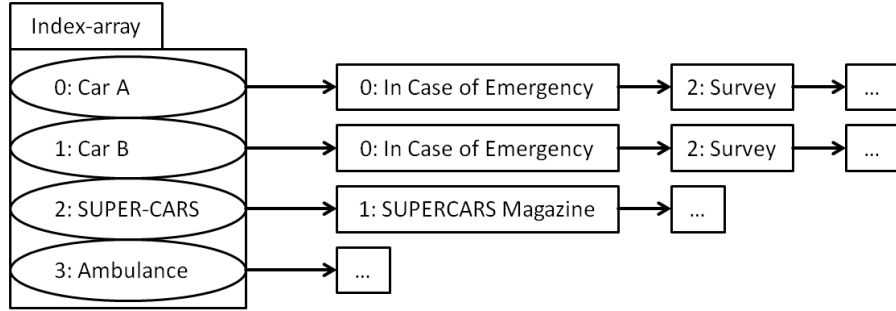 Index-array
0: Car A 0: In Case of Emergency 2: Survey ...
1: Car B 0: In Case of Emergency 2: Survey ...
2: SUPER-CARS 1: SUPERCARS Magazine ...
3: Ambulance ...